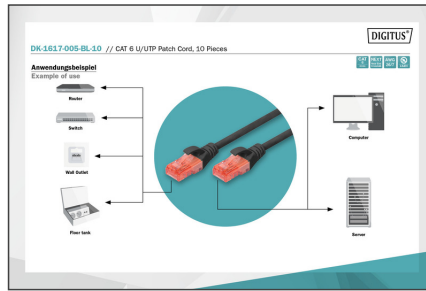 DIGITUS®
DK-1617-005-BL-10 // CAT 6 U/UTP Patch Cord, 10 Pieces
Anwendungsbeispiel
Example of use
Router
Switch
Wall Outlet
Floor tank
Computer
Server